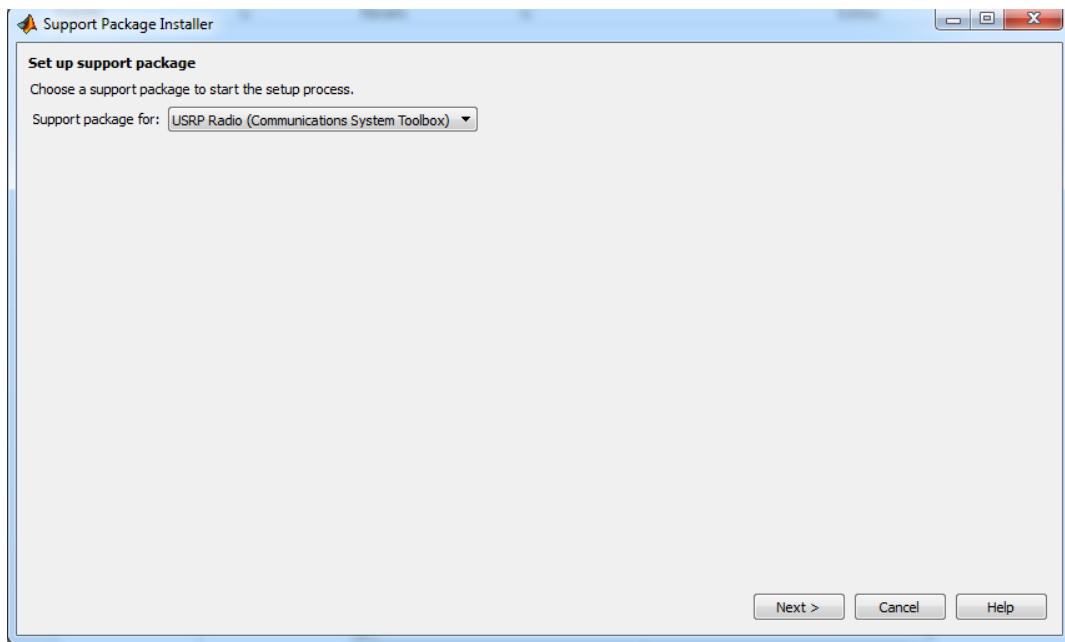 Support Package Installer
Set up support package
Choose a support package to start the setup process.
Support package for: USRP Radio (Communications System Toolbox)
Next > Cancel Help